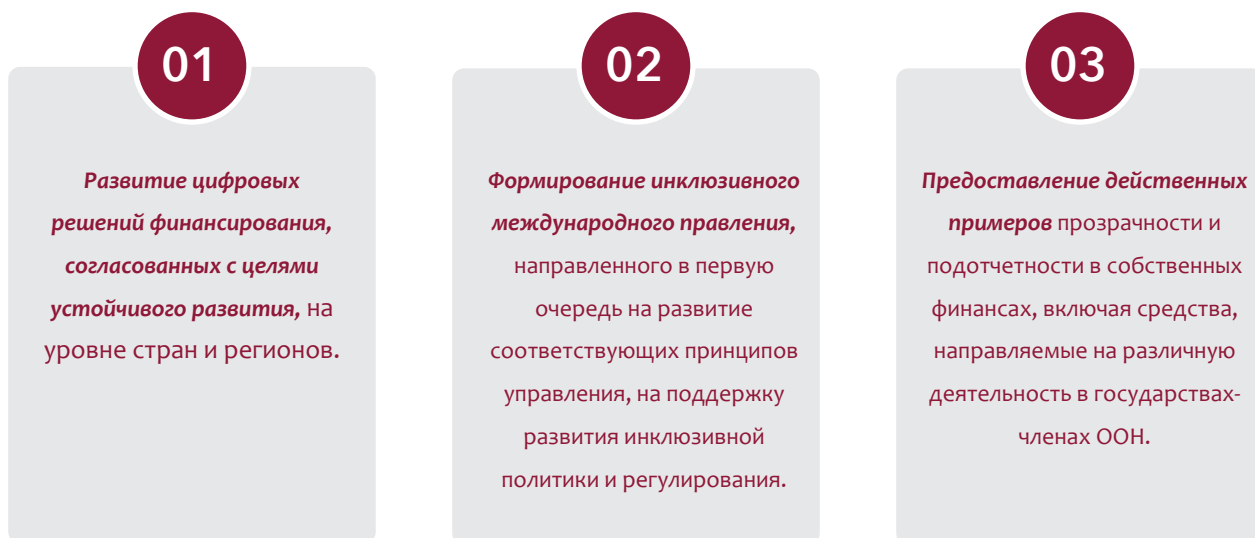 01
Развитие цифровых
решений финансирования,
согласованных с целями
устойчивого развития, на
уровне стран и регионов.
02
Формирование инклюзивного
международного правления,
направленного в первую
очередь на развитие
соответствующих принципов
управления, на поддержку
развития инклюзивной
политики и регулирования.
03
Предоставление действенных
примеров прозрачности и
подотчетности в собственных
финансах, включая средства,
направляемые на различную
деятельность в государствах-
членах ООН.